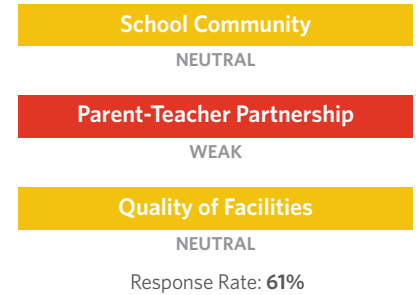 School Community
NEUTRAL
Parent-Teacher Partnership
WEAK
Quality of Facilities
NEUTRAL
Response Rate: 61%